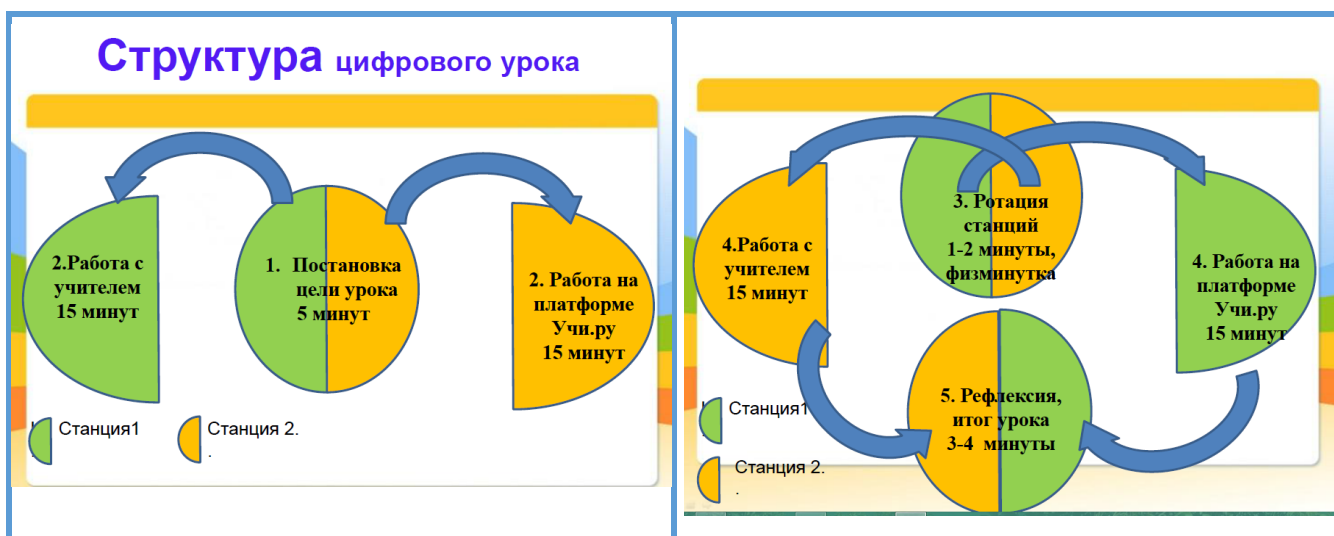 Структура цифрового урока
2.Работа с
учителем
15 минут
1. Постановка
цели урока
5 минут
2. Работа на
платформе
Учи.ру
15 минут
Станция1
Станция 2.
.
3. Ротация
станций
1-2 минуты,
физминутка
4.Работа с
учителем
15 минут
4. Работа на
платформе
Учи.ру
15 минут
5. Рефлексия,
итог урока
3-4 минуты
Станция1
Станция 2.
.